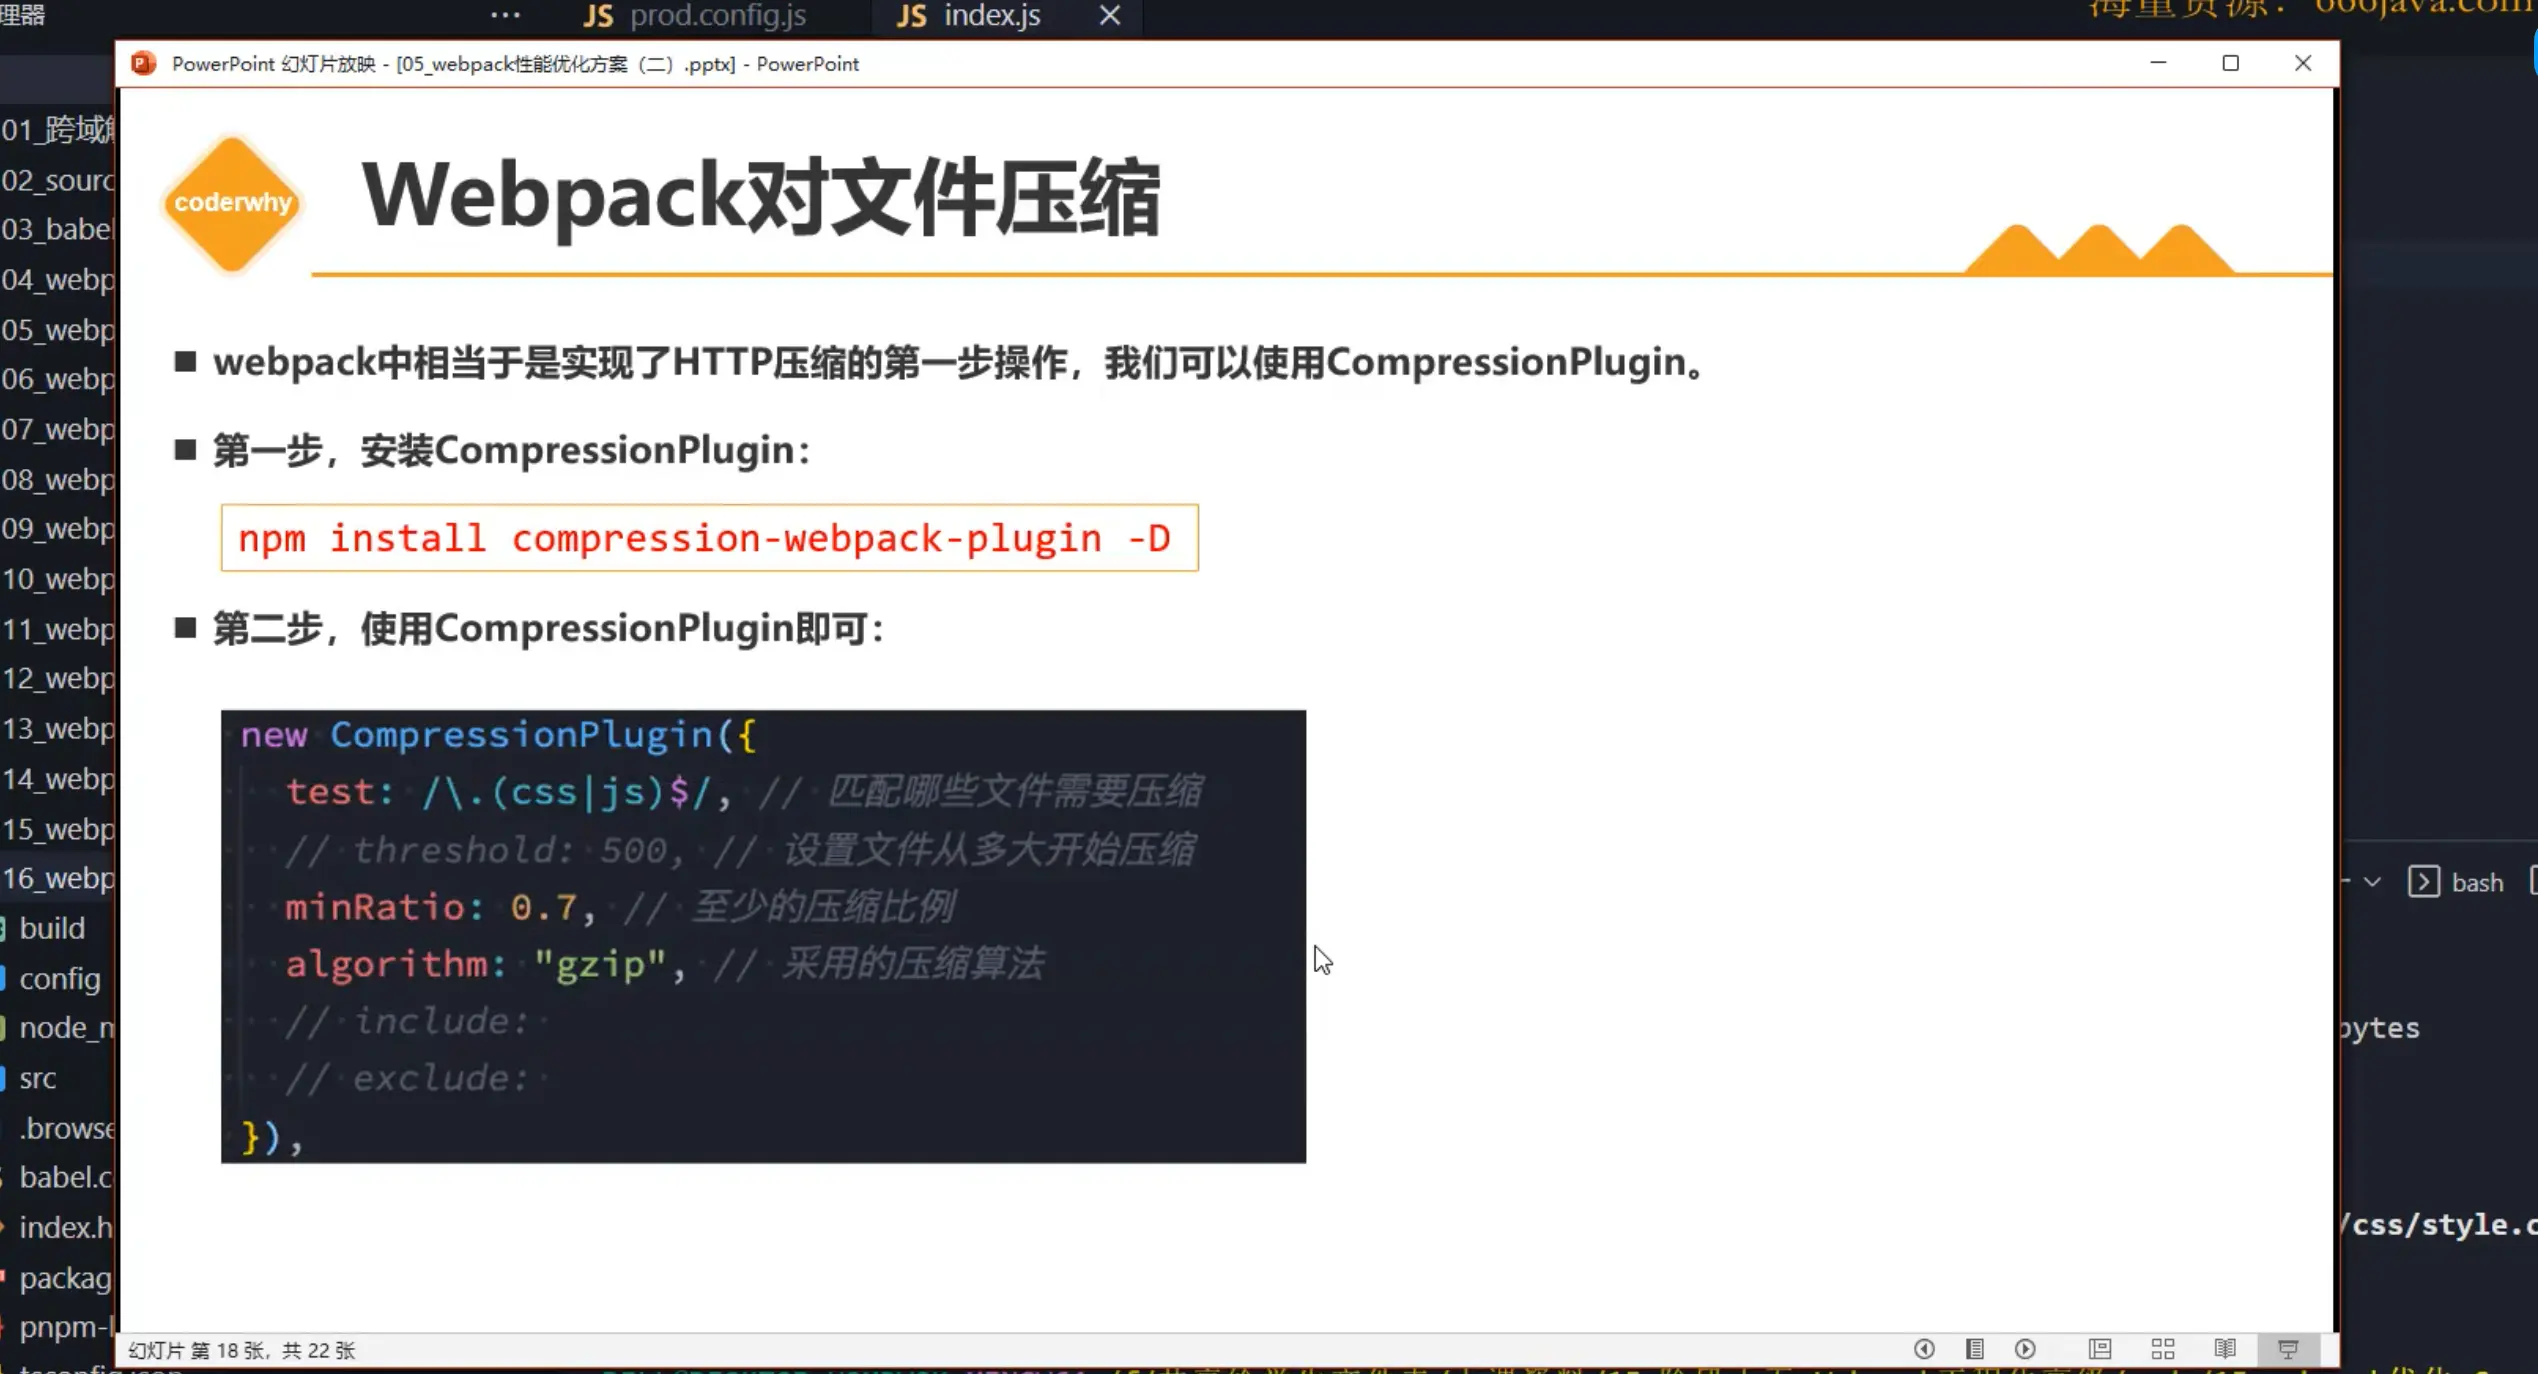 理器
prod.config.js
index.js
海量资源：666java.com
PowerPoint 幻灯片放映 - [05_webpack性能优化方案（二）.pptx] - PowerPoint
01_跨域
02_sourc
03_babel
04_webp
05_webp
06_webp
07_webp
08_webp
09_webp
10_webp
11_webp
12_webp
13_webp
14_webp
15_webp
16_webp
build
config
node_m
src
.browse
babel.c
index.h
packag
pnpm-l
coderwhy
Webpack对文件压缩
■ webpack中相当于是实现了HTTP压缩的第一步操作，我们可以使用CompressionPlugin。
■ 第一步，安装CompressionPlugin：
npm install compression-webpack-plugin -D
■ 第二步，使用CompressionPlugin即可：
new CompressionPlugin({
test: /\.(css|js)$/, // 匹配哪些文件需要压缩
// threshold: 500, // 设置文件从多大开始压缩
minRatio: 0.7, // 至少的压缩比例
algorithm: "gzip", // 采用的压缩算法
// include:
// exclude:
}),
bash
bytes
/css/style.c
幻灯片 第 18 张，共 22 张